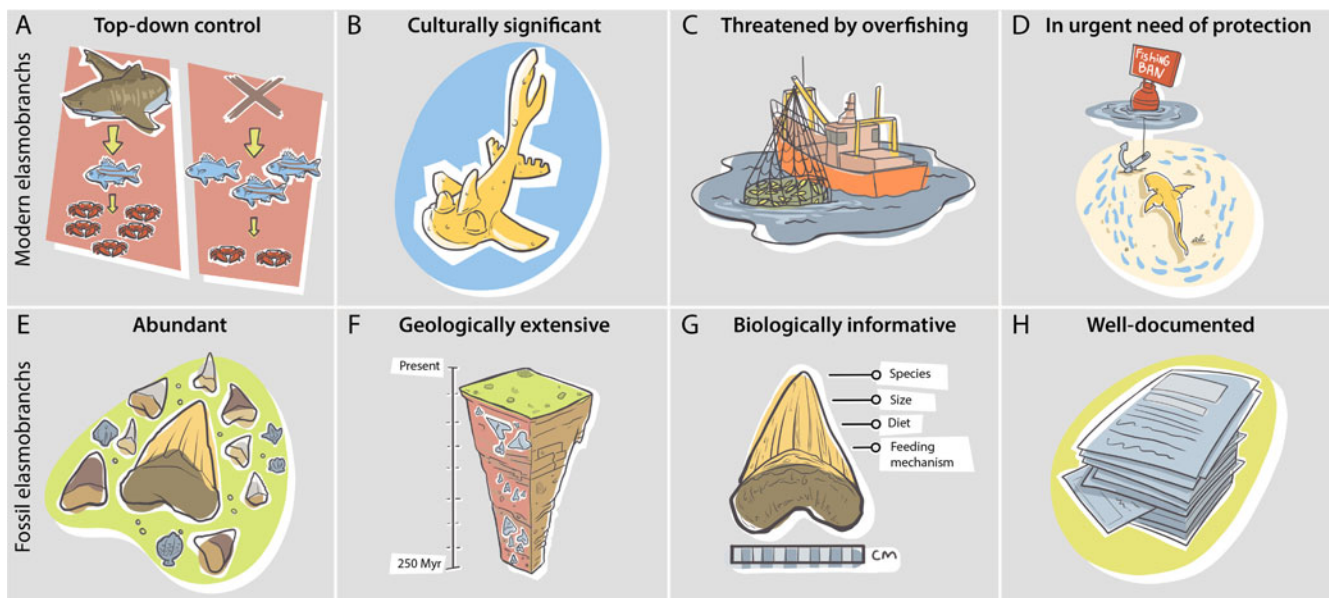 A Top-down control
B Culturally significant
C Threatened by overfishing
D In urgent need of protection
Modern elasmobranchs
Fishing
BAN
E Abundant
F Geologically extensive
G Biologically informative
H Well-documented
Fossil elasmobranchs
Present
250 Myr
Species
Size
Diet
Feeding
mechanism
CM